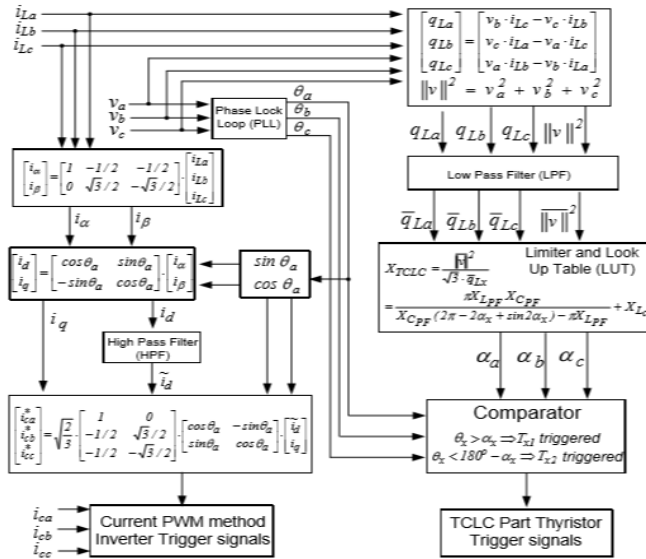 i_La
i_Lb
i_Lc
[q_La q_Lb q_Lc] = [v_b · i_Lc − v_c · i_Lb
v_c · i_La − v_a · i_Lc
v_a · i_Lb − v_b · i_La]
‖v‖² = v_a² + v_b² + v_c²
v_a
v_b
v_c
Phase Lock
Loop (PLL)
θ_a
θ_b
θ_c
q_La q_Lb q_Lc ‖v‖²
[i_α i_β] = [1 −1/2 −1/2
0 √3/2 −√3/2] · [i_La i_Lb i_Lc]
Low Pass Filter (LPF)
i_α i_β
q̅_La q̅_Lb q̅_Lc ‖v‖̅²
[i_d i_q] = [cosθ_a sinθ_a
−sinθ_a cosθ_a] · [i_α i_β]
sin θ_a
cos θ_a
Limiter and Look
Up Table (LUT)
X_TCLC = ‖v‖̅² / √3 · q̅_Lx
= πX_LPF X_CPF / X_CPF (2π − 2α_x + sin2α_x) − πX_LPF + X_Lc
i_q i_d
High Pass Filter
(HPF)
ĩ_d
α_a α_b α_c
[i*_ca i*_cb i*_cc] = √2/3 · [1 0
−1/2 √3/2
−1/2 −√3/2] · [cosθ_a −sinθ_a
sinθ_a cosθ_a] · [i_d i_q]
Comparator
θ_x > α_x ⇒ T_x1 triggered
θ_x < 180° − α_x ⇒ T_x2 triggered
i_ca
i_cb
i_cc
Current PWM method
Inverter Trigger signals
TCLC Part Thyristor
Trigger signals